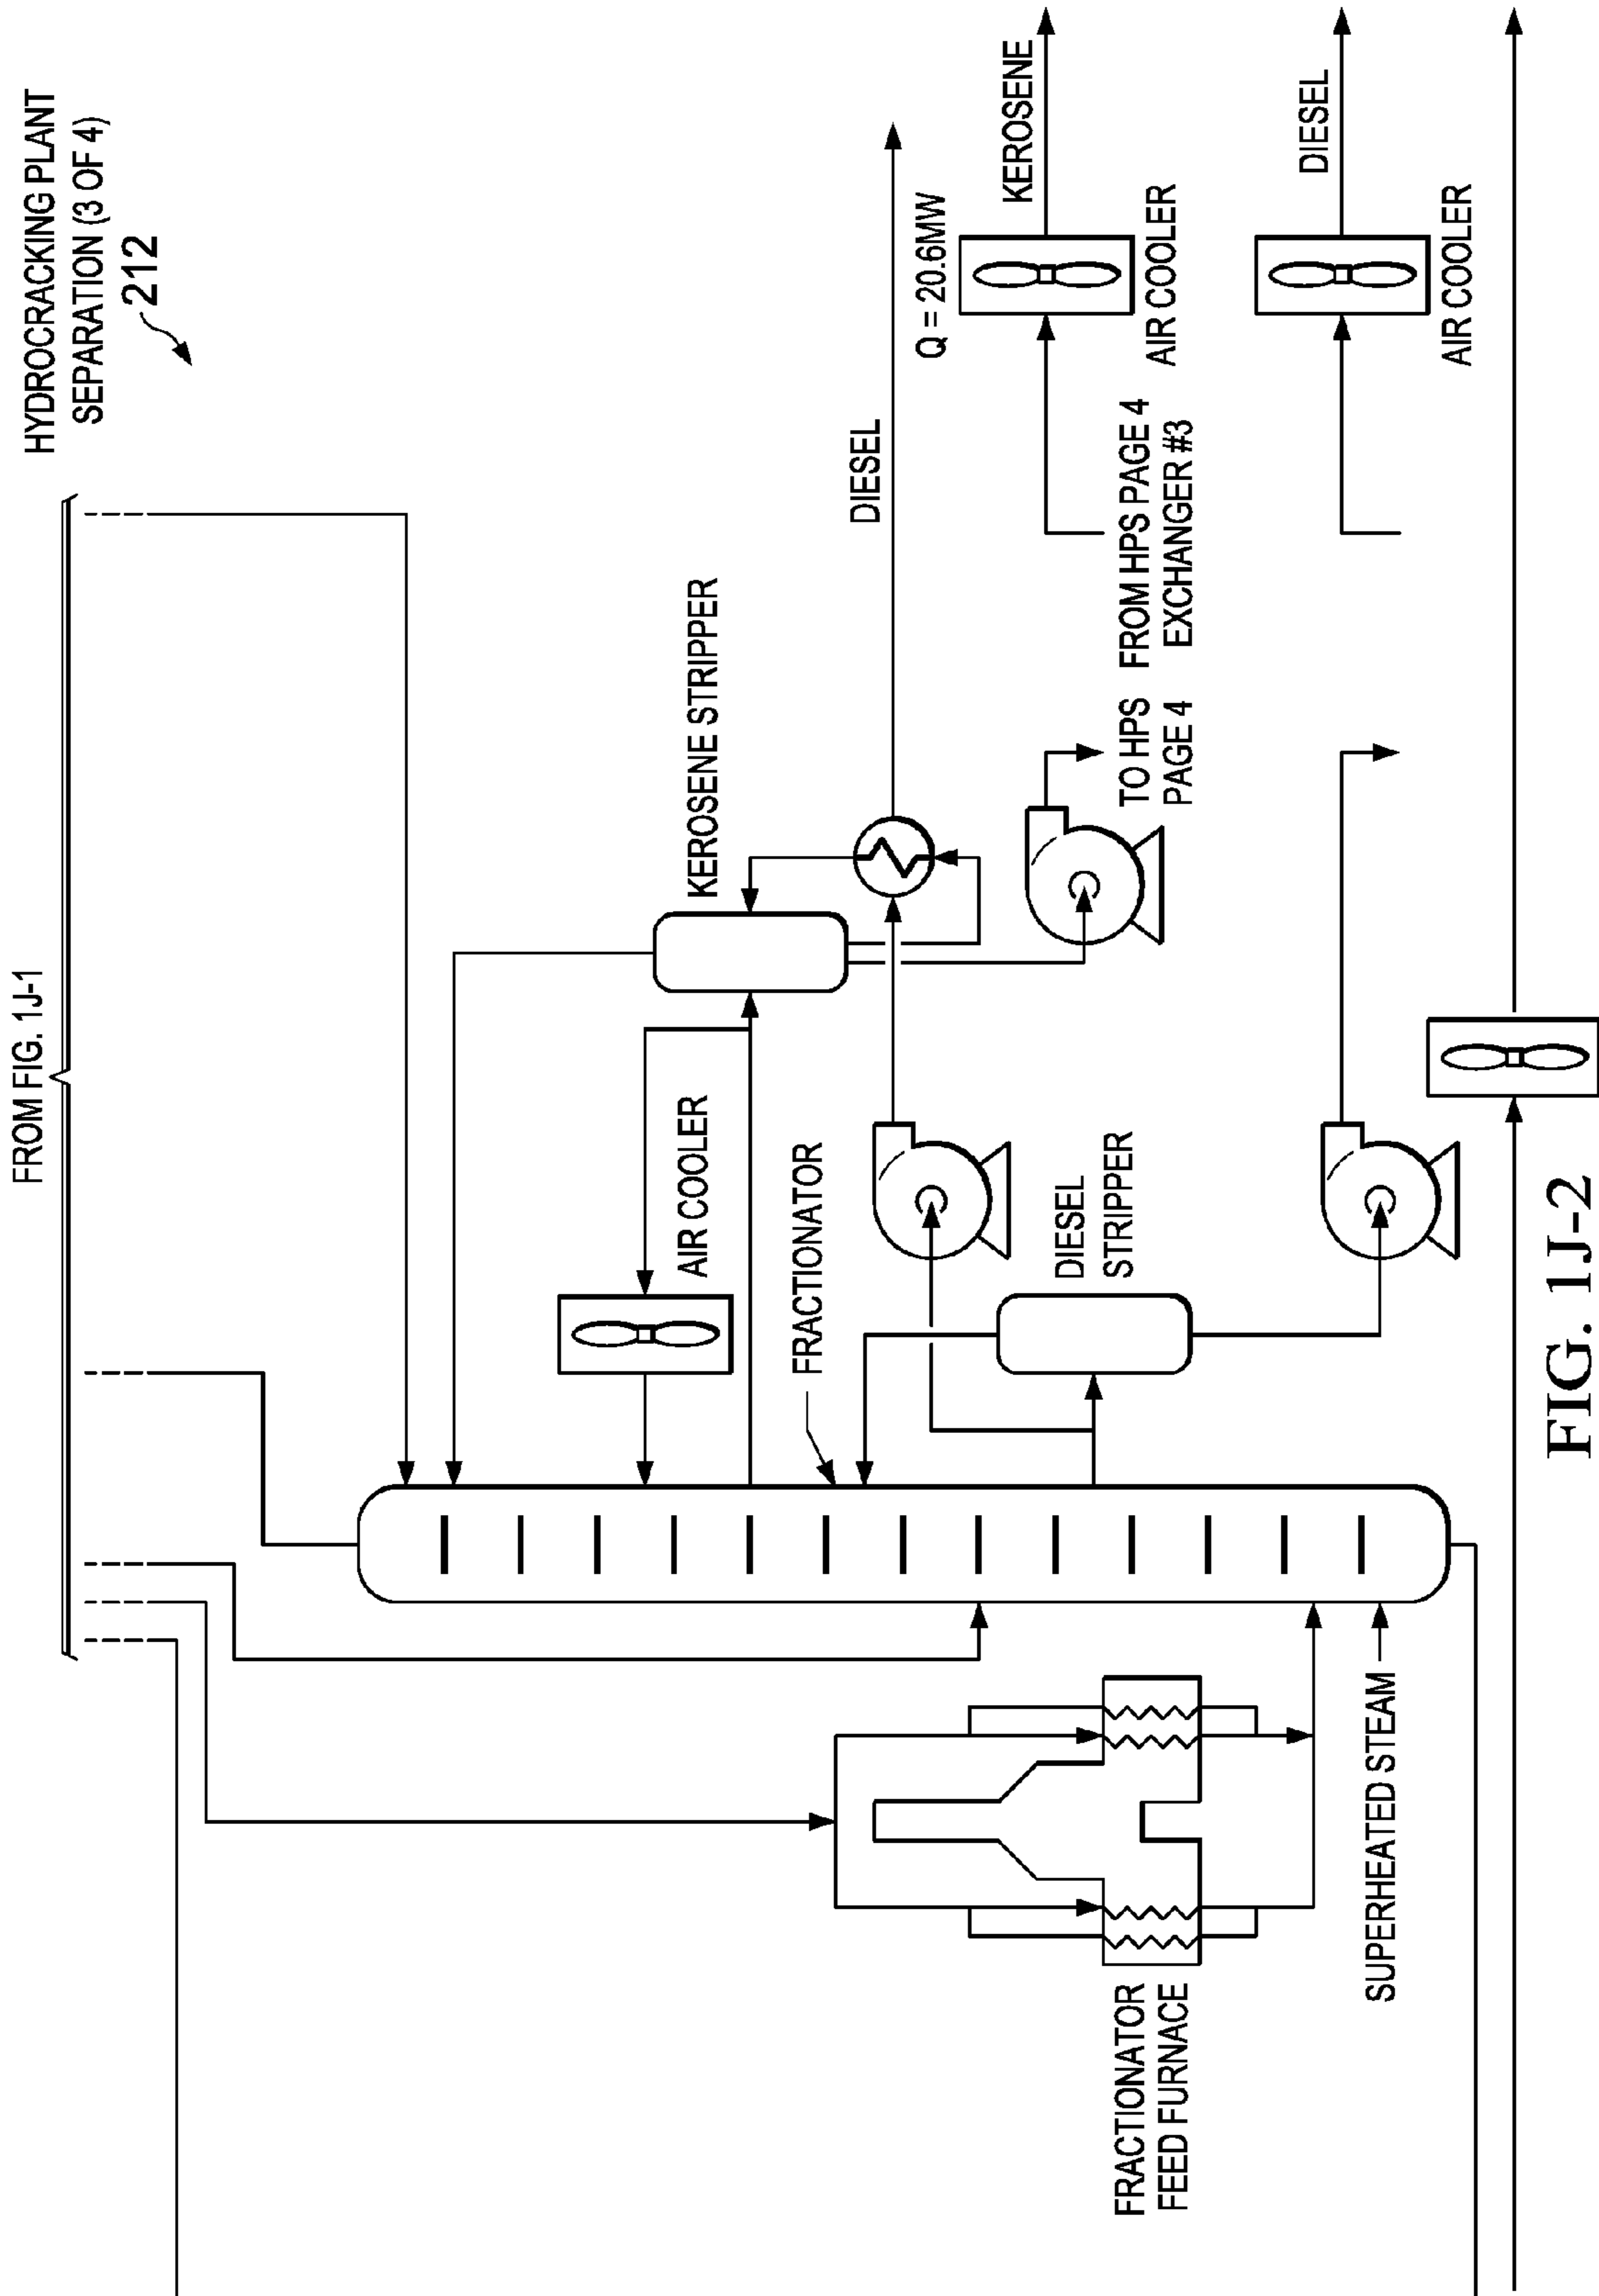 HYDROCRACKING PLANT
SEPARATION (3 OF 4)
212
FROM FIG. 1J-1
KEROSENE STRIPPER
AIR COOLER
FRACTIONATOR
DIESEL
Q = 20.6MW
KEROSENE
AIR COOLER
FROM HPS PAGE 4
EXCHANGER #3
TO HPS
PAGE 4
DIESEL
STRIPPER
DIESEL
AIR COOLER
FRACTIONATOR
FEED FURNACE
SUPERHEATED STEAM
FIG. 1J-2